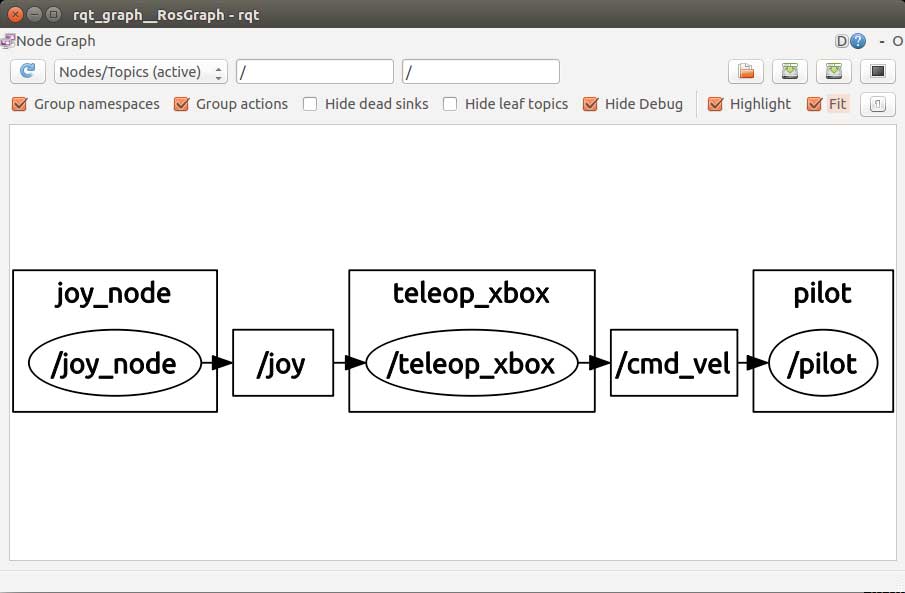 rqt_graph__RosGraph - rqt
Node Graph
D ? - O
Nodes/Topics (active) / /
Group namespaces Group actions Hide dead sinks Hide leaf topics Hide Debug Highlight Fit
joy_node teleop_xbox pilot
/joy_node /joy /teleop_xbox /cmd_vel /pilot